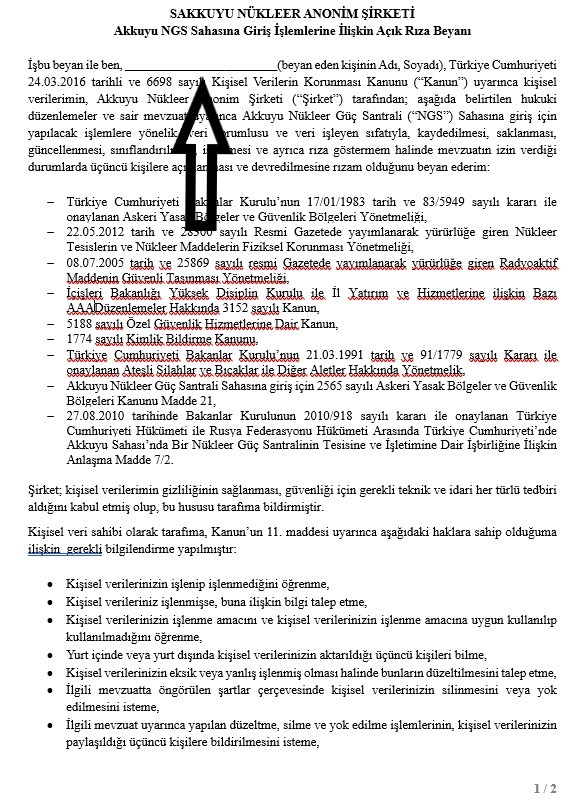 SAKKUYU NÜKLEER ANONİM ŞİRKETİ
Akkuyu NGS Sahasına Giriş İşlemlerine İlişkin Açık Rıza Beyanı
İşbu beyan ile ben, ________________________(beyan eden kişinin Adı, Soyadı), Türkiye Cumhuriyeti
24.03.2016 tarihli ve 6698 Kişisel Verilerin Korunması Kanunu (“Kanun”) uyarınca kişisel
verilerimin, Akkuyu Nükleer Şirketi (“Şirket”) tarafından; aşağıda belirtilen hukuki
düzenlemeler ve sair Akkuyu Nükleer Güç Santrali (“NGS”) Sahasına giriş için
yapılacak işlemlere yönelik veri ve veri işleyen sıfatıyla, kaydedilmesi, saklanması,
güncellenmesi, ve ayrıca rıza göstermem halinde mevzuatın izin verdiği
durumlarda üçüncü kişilere ve devredilmesine rızam olduğunu beyan ederim:
– Türkiye Cumhuriyeti Kurulu’nun 17/01/1983 tarih ve 83/5949 sayılı kararı ile
onaylanan Askeri ve Güvenlik Bölgeleri Yönetmeliği,
– 22.05.2012 tarih ve sayılı Resmi Gazetede yayımlanarak yürürlüğe giren Nükleer
Tesislerin ve Nükleer Maddelerin Fiziksel Korunması Yönetmeliği,
– 08.07.2005 tarih ve 25869 sayılı resmi Gazetede yayımlanarak yürürlüğe giren Radyoaktif
Maddenin Güvenli Taşınması Yönetmeliği,
– İçişleri Bakanlığı Yüksek Disiplin Kurulu ile İl Yatırım ve Hizmetlerine ilişkin Bazı
AAADüzenlemeler Hakkında 3152 sayılı Kanun,
– 5188 sayılı Özel Güvenlik Hizmetlerine Dair Kanun,
– 1774 sayılı Kimlik Bildirme Kanunu,
– Türkiye Cumhuriyeti Bakanlar Kurulu’nun 21.03.1991 tarih ve 91/1779 sayılı Kararı ile
onaylanan Ateşli Silahlar ve Bıçaklar ile Diğer Aletler Hakkında Yönetmelik,
– Akkuyu Nükleer Güç Santrali Sahasına giriş için 2565 sayılı Askeri Yasak Bölgeler ve Güvenlik
Bölgeleri Kanunu Madde 21,
– 27.08.2010 tarihinde Bakanlar Kurulunun 2010/918 sayılı kararı ile onaylanan Türkiye
Cumhuriyeti Hükümeti ile Rusya Federasyonu Hükümeti Arasında Türkiye Cumhuriyeti’nde
Akkuyu Sahası’nda Bir Nükleer Güç Santralinin Tesisine ve İşletimine Dair İşbirliğine İlişkin
Anlaşma Madde 7/2.
Şirket; kişisel verilerimin gizliliğinin sağlanması, güvenliği için gerekli teknik ve idari her türlü tedbiri
aldığını kabul etmiş olup, bu hususu tarafıma bildirmiştir.
Kişisel veri sahibi olarak tarafıma, Kanun’un 11. maddesi uyarınca aşağıdaki haklara sahip olduğuma
ilişkin gerekli bilgilendirme yapılmıştır:
• Kişisel verilerinizin işlenip işlenmediğini öğrenme,
• Kişisel verileriniz işlenmişse, buna ilişkin bilgi talep etme,
• Kişisel verilerinizin işlenme amacını ve kişisel verilerinizin işlenme amacına uygun kullanılıp
kullanılmadığını öğrenme,
• Yurt içinde veya yurt dışında kişisel verilerinizin aktarıldığı üçüncü kişileri bilme,
• Kişisel verilerinizin eksik veya yanlış işlenmiş olması halinde bunların düzeltilmesini talep etme,
• İlgili mevzuatta öngörülen şartlar çerçevesinde kişisel verilerinizin silinmesini veya yok
edilmesini isteme,
• İlgili mevzuat uyarınca yapılan düzeltme, silme ve yok edilme işlemlerinin, kişisel verilerinizin
paylaşıldığı üçüncü kişilere bildirilmesini isteme,
1 / 2